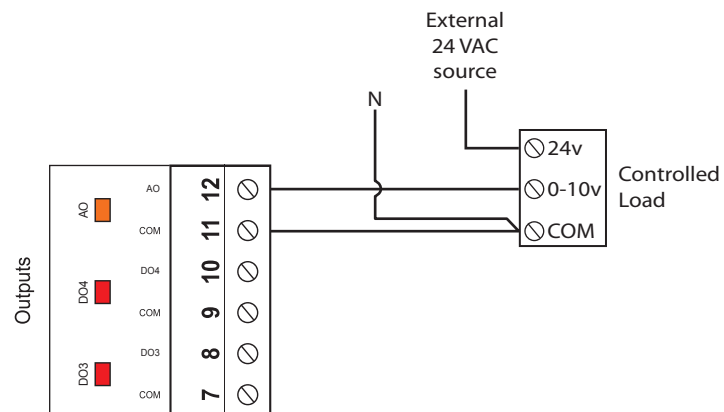 External
24 VAC
source
N
24v
0-10v
COM
Controlled
Load
Outputs
AO
AO
12
COM
11
DO4
DO4
10
COM
9
DO3
DO3
8
COM
7